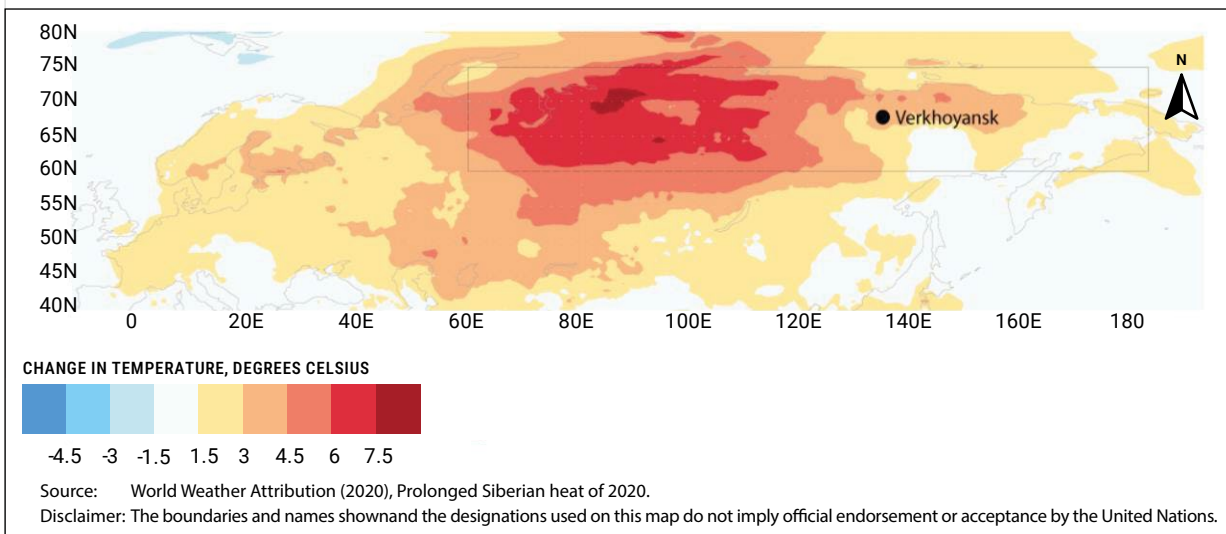 80N
75N
70N
65N
60N
55N
50N
45N
40N
N
Verkhoyansk
0 20E 40E 60E 80E 100E 120E 140E 160E 180
CHANGE IN TEMPERATURE, DEGREES CELSIUS
-4.5 -3 -1.5 1.5 3 4.5 6 7.5
Source: World Weather Attribution (2020), Prolonged Siberian heat of 2020.
Disclaimer: The boundaries and names shownand the designations used on this map do not imply official endorsement or acceptance by the United Nations.